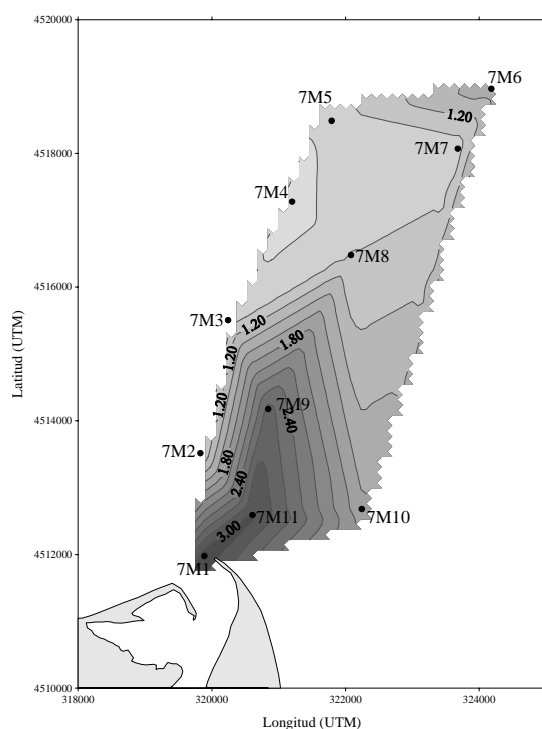 4520000
7M6
7M5
1.20
7M7
4518000
7M4
7M8
4516000
7M3
1.20
1.80
1.20
Latitud (UTM)
7M9
1.20
2.40
4514000
7M2
1.80
2.40
7M11
7M10
3.00
4512000
7M1
4510000
318000
320000
322000
324000
Longitud (UTM)